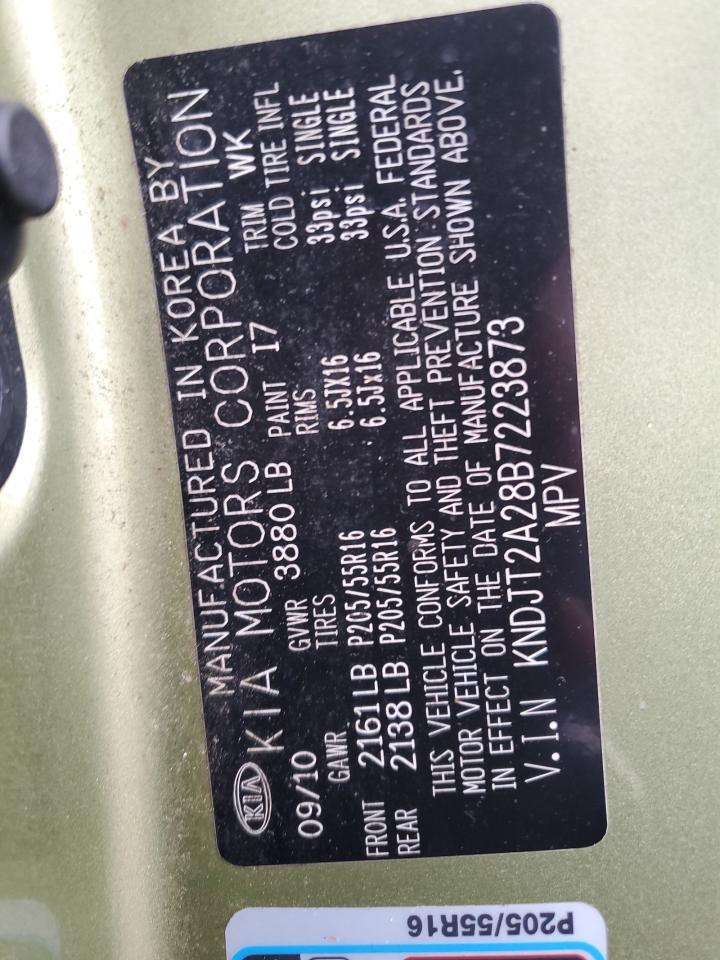 MANUFACTURED IN KOREA BY
KIA KIA MOTORS CORPORATION
09/10 GVWR 3880 LB PAINT I7 TRIM WK
GAWR TIRES RIMS COLD TIRE INFL
FRONT 2161 LB P205/55R16 6.5JX16 33psi SINGLE
REAR 2138 LB P205/55R16 6.5Jx16 33psi SINGLE
THIS VEHICLE CONFORMS TO ALL APPLICABLE U.S.A. FEDERAL
MOTOR VEHICLE SAFETY AND THEFT PREVENTION STANDARDS
IN EFFECT ON THE DATE OF MANUFACTURE SHOWN ABOVE.
V.I.N KNDJT2A28B7223873
MPV
P205/55R16